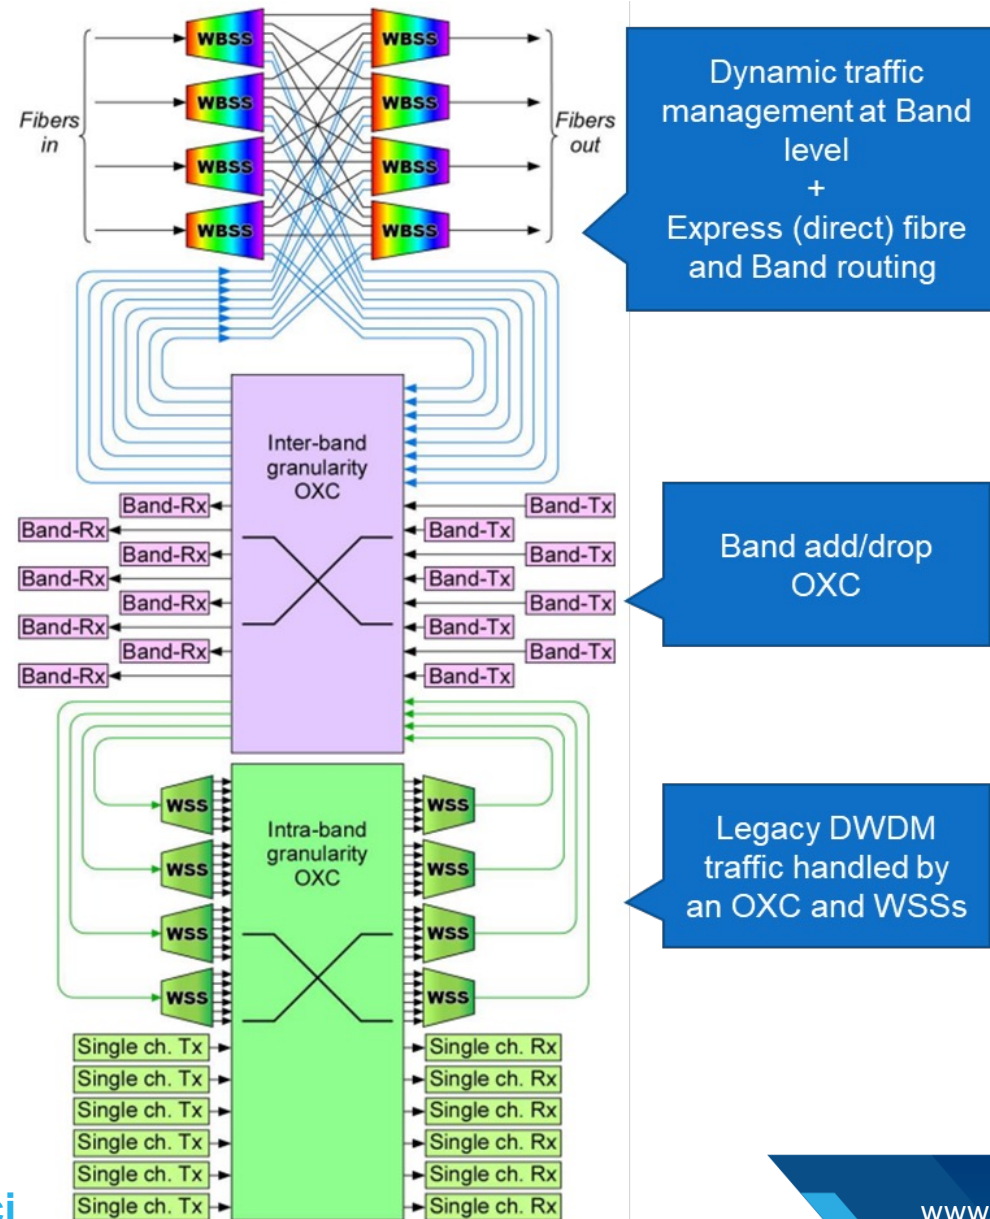 WBSS
WBSS
WBSS
WBSS
WBSS
WBSS
WBSS
WBSS
Fibers
in
Fibers
out
Dynamic traffic
management at Band
level
+
Express (direct) fibre
and Band routing
Inter-band
granularity
OXC
Band-Rx
Band-Rx
Band-Rx
Band-Rx
Band-Rx
Band-Rx
Band-Rx
Band-Rx
Band-Tx
Band-Tx
Band-Tx
Band-Tx
Band-Tx
Band-Tx
Band-Tx
Band-Tx
Band add/drop
OXC
WSS
WSS
WSS
WSS
Intra-band
granularity
OXC
WSS
WSS
WSS
WSS
Legacy DWDM
traffic handled by
an OXC and WSSs
Single ch. Tx
Single ch. Tx
Single ch. Tx
Single ch. Tx
Single ch. Tx
Single ch. Tx
Single ch. Rx
Single ch. Rx
Single ch. Rx
Single ch. Rx
Single ch. Rx
Single ch. Rx
www